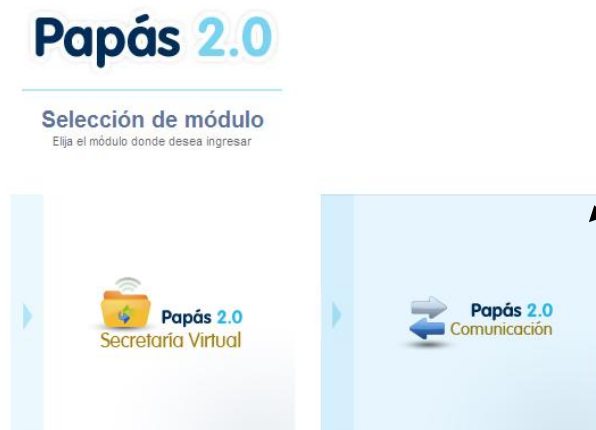 Papás 2.0
Selección de módulo
Elija el módulo donde desea ingresar
Papás 2.0
Secretaría Virtual
Papás 2.0
Comunicación